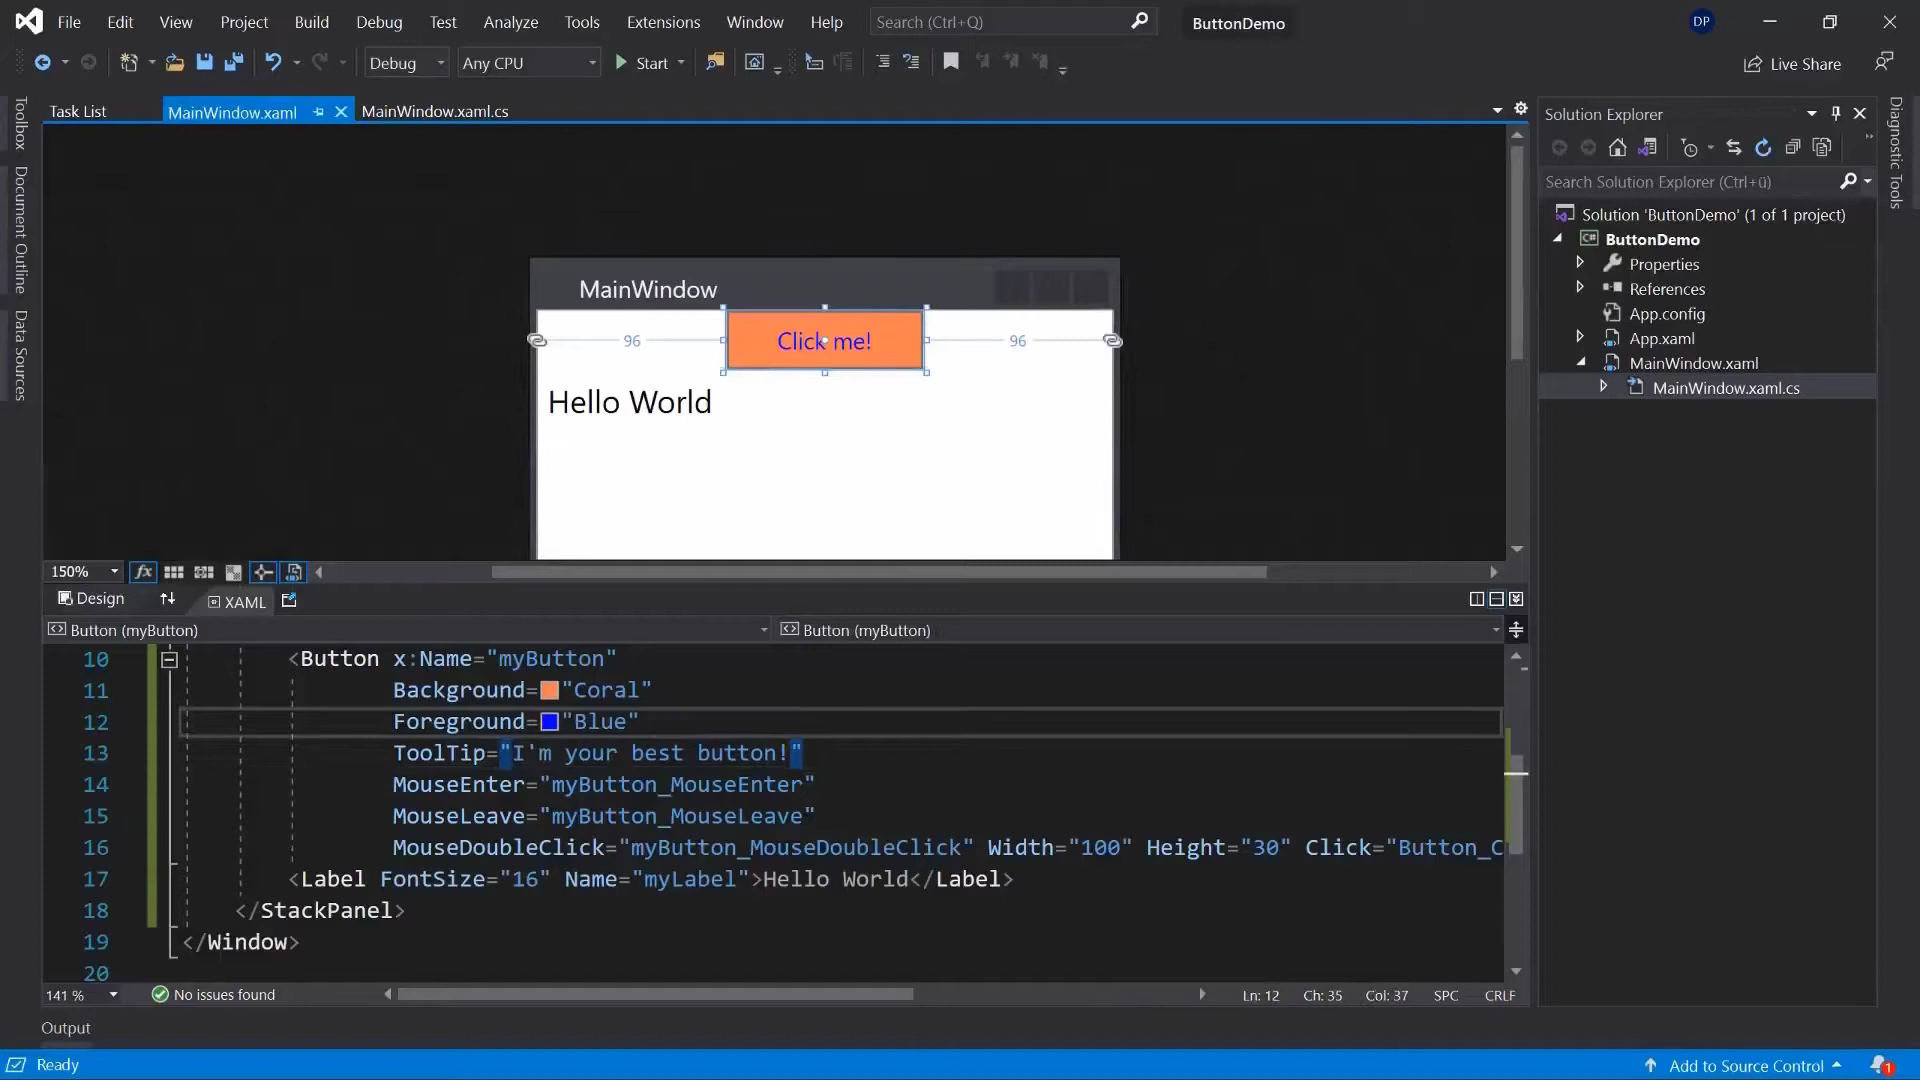 File Edit View Project Build Debug Test Analyze Tools Extensions Window Help Search (Ctrl+Q) ButtonDemo DP
Debug Any CPU Start Live Share
Task List MainWindow.xaml MainWindow.xaml.cs
Toolbox
Document Outline
Data Sources
MainWindow
96 Click me! 96
Hello World
150% fx
Design XAML
Button (myButton) Button (myButton)
10 <Button x:Name="myButton"
11 Background="Coral"
12 Foreground="Blue"
13 ToolTip="I'm your best button!"
14 MouseEnter="myButton_MouseEnter"
15 MouseLeave="myButton_MouseLeave"
16 MouseDoubleClick="myButton_MouseDoubleClick" Width="100" Height="30" Click="Button_C
17 <Label FontSize="16" Name="myLabel">Hello World</Label>
18 </StackPanel>
19 </Window>
20
141 % No issues found Ln: 12 Ch: 35 Col: 37 SPC CRLF
Output
Solution Explorer
Search Solution Explorer (Ctrl+ü)
Solution 'ButtonDemo' (1 of 1 project)
C# ButtonDemo
Properties
References
App.config
App.xaml
MainWindow.xaml
MainWindow.xaml.cs
Diagnostic Tools
Ready Add to Source Control 1